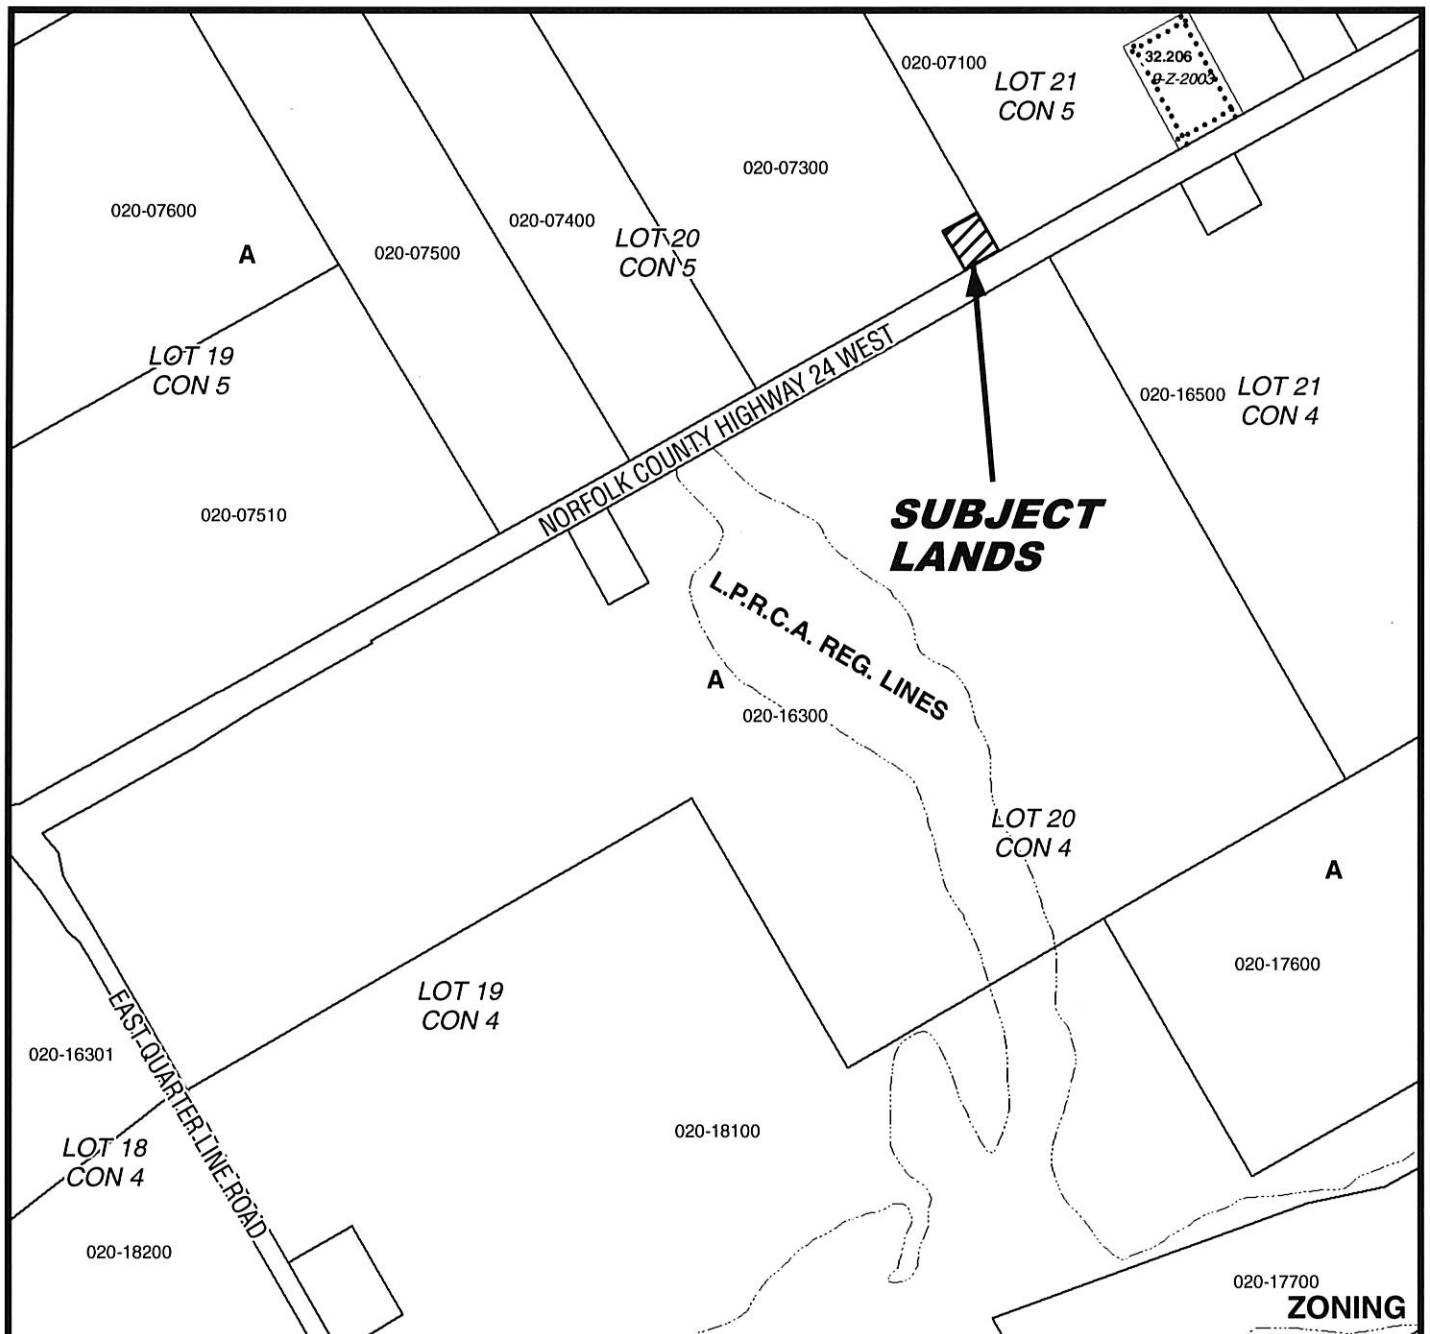 32.206
9-Z-2003
020-07100
LOT 21
CON 5
020-07300
020-07600
020-07400
LOT 20
CON 5
A
020-07500
LOT 19
CON 5
NORFOLK COUNTY HIGHWAY 24 WEST
020-16500
LOT 21
CON 4
020-07510
SUBJECT
LANDS
L.P.R.C.A. REG. LINES
A
020-16300
LOT 20
CON 4
A
020-17600
LOT 19
CON 4
EAST QUARTER LINE ROAD
020-16301
020-18100
LOT 18
CON 4
020-18200
020-17700
ZONING